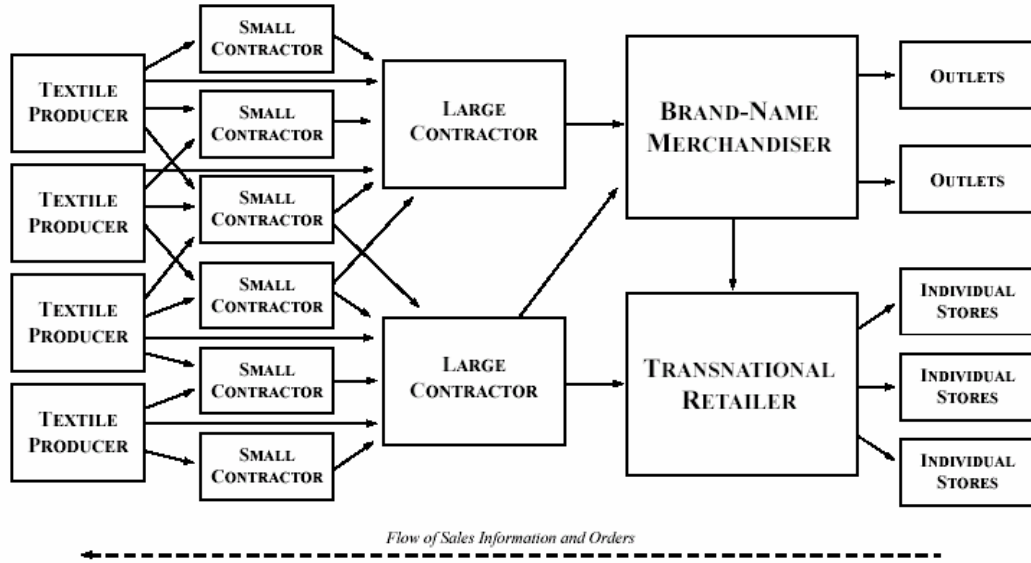 SMALL
CONTRACTOR
TEXTILE
PRODUCER
SMALL
CONTRACTOR
LARGE
CONTRACTOR
BRAND-NAME
MERCHANDISER
OUTLETS
OUTLETS
TEXTILE
PRODUCER
SMALL
CONTRACTOR
TEXTILE
PRODUCER
SMALL
CONTRACTOR
INDIVIDUAL
STORES
SMALL
CONTRACTOR
LARGE
CONTRACTOR
TRANSNATIONAL
RETAILER
INDIVIDUAL
STORES
TEXTILE
PRODUCER
SMALL
CONTRACTOR
INDIVIDUAL
STORES
Flow of Sales Information and Orders